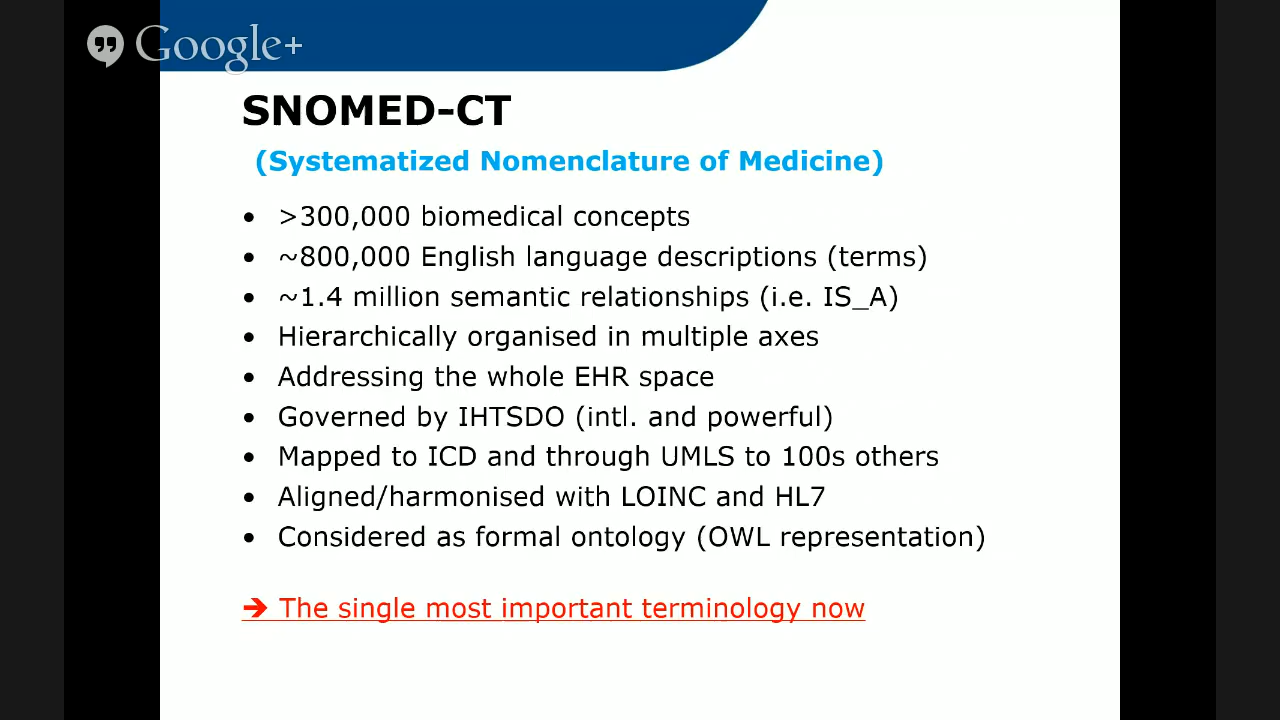 Google+
SNOMED-CT
(Systematized Nomenclature of Medicine)
• >300,000 biomedical concepts
• ~800,000 English language descriptions (terms)
• ~1.4 million semantic relationships (i.e. IS_A)
• Hierarchically organised in multiple axes
• Addressing the whole EHR space
• Governed by IHTSDO (intl. and powerful)
• Mapped to ICD and through UMLS to 100s others
• Aligned/harmonised with LOINC and HL7
• Considered as formal ontology (OWL representation)
➔ The single most important terminology now